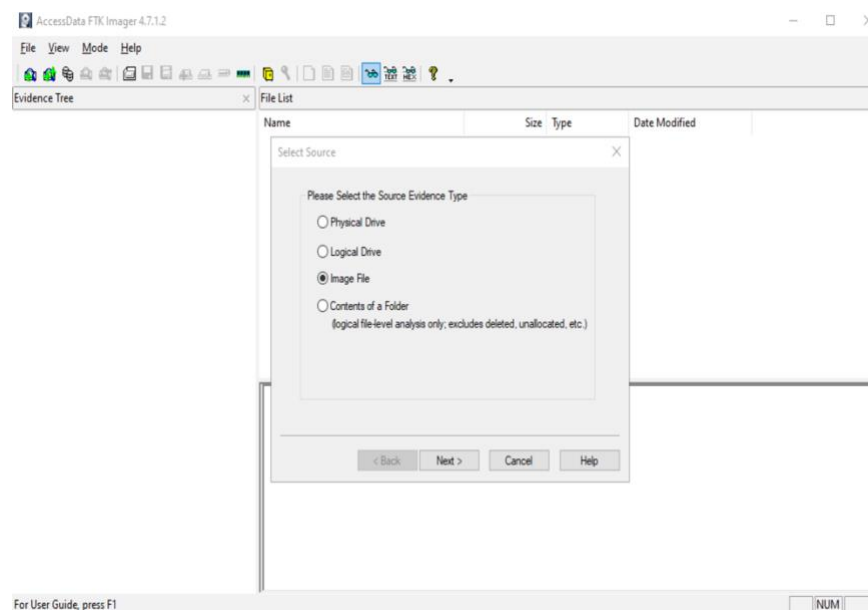 AccessData FTK Imager 4.7.1.2
File View Mode Help
TEXT HEX
Evidence Tree
File List
Name Size Type Date Modified
Select Source
Please Select the Source Evidence Type
Physical Drive
Logical Drive
Image File
Contents of a Folder
(logical file-level analysis only; excludes deleted, unallocated, etc.)
< Back Next > Cancel Help
For User Guide, press F1 NUM